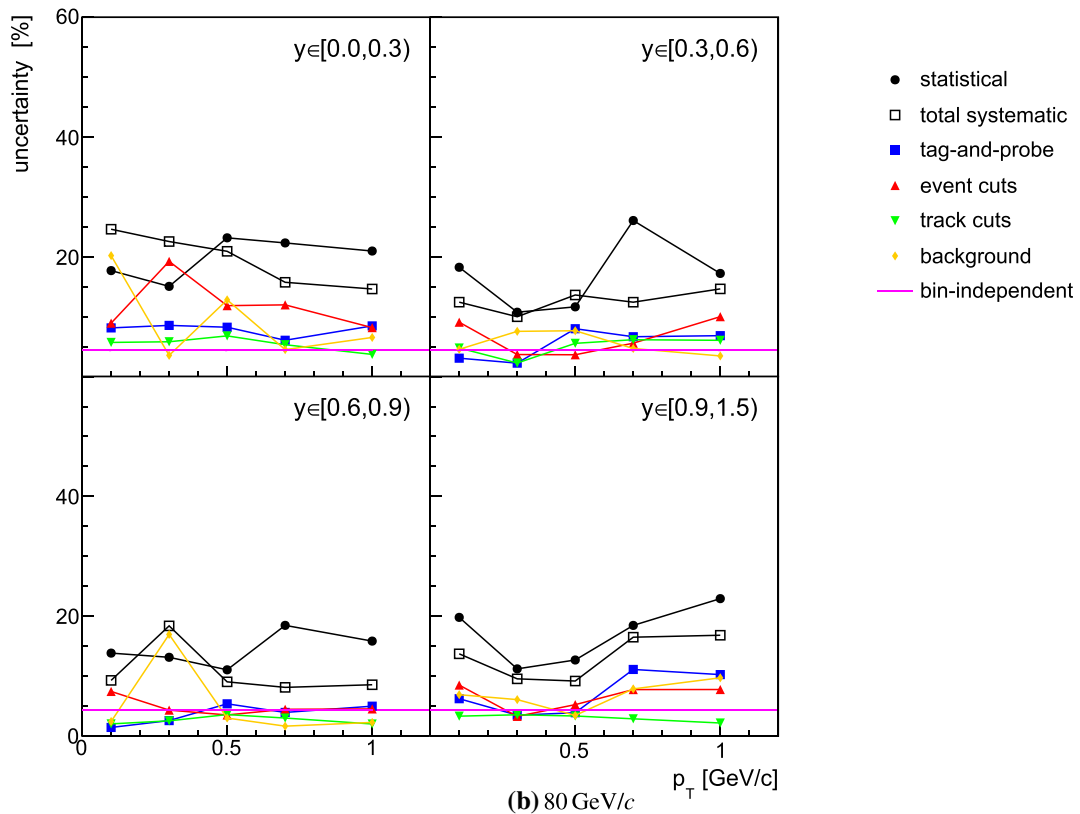 uncertainty [%]
60
40
20
y∈[0.0,0.3)
y∈[0.3,0.6)
statistical
total systematic
tag-and-probe
event cuts
track cuts
background
bin-independent
y∈[0.6,0.9)
y∈[0.9,1.5)
40
20
0
0 0.5 1 0.5 1
p_T [GeV/c]
(b) 80 GeV/c